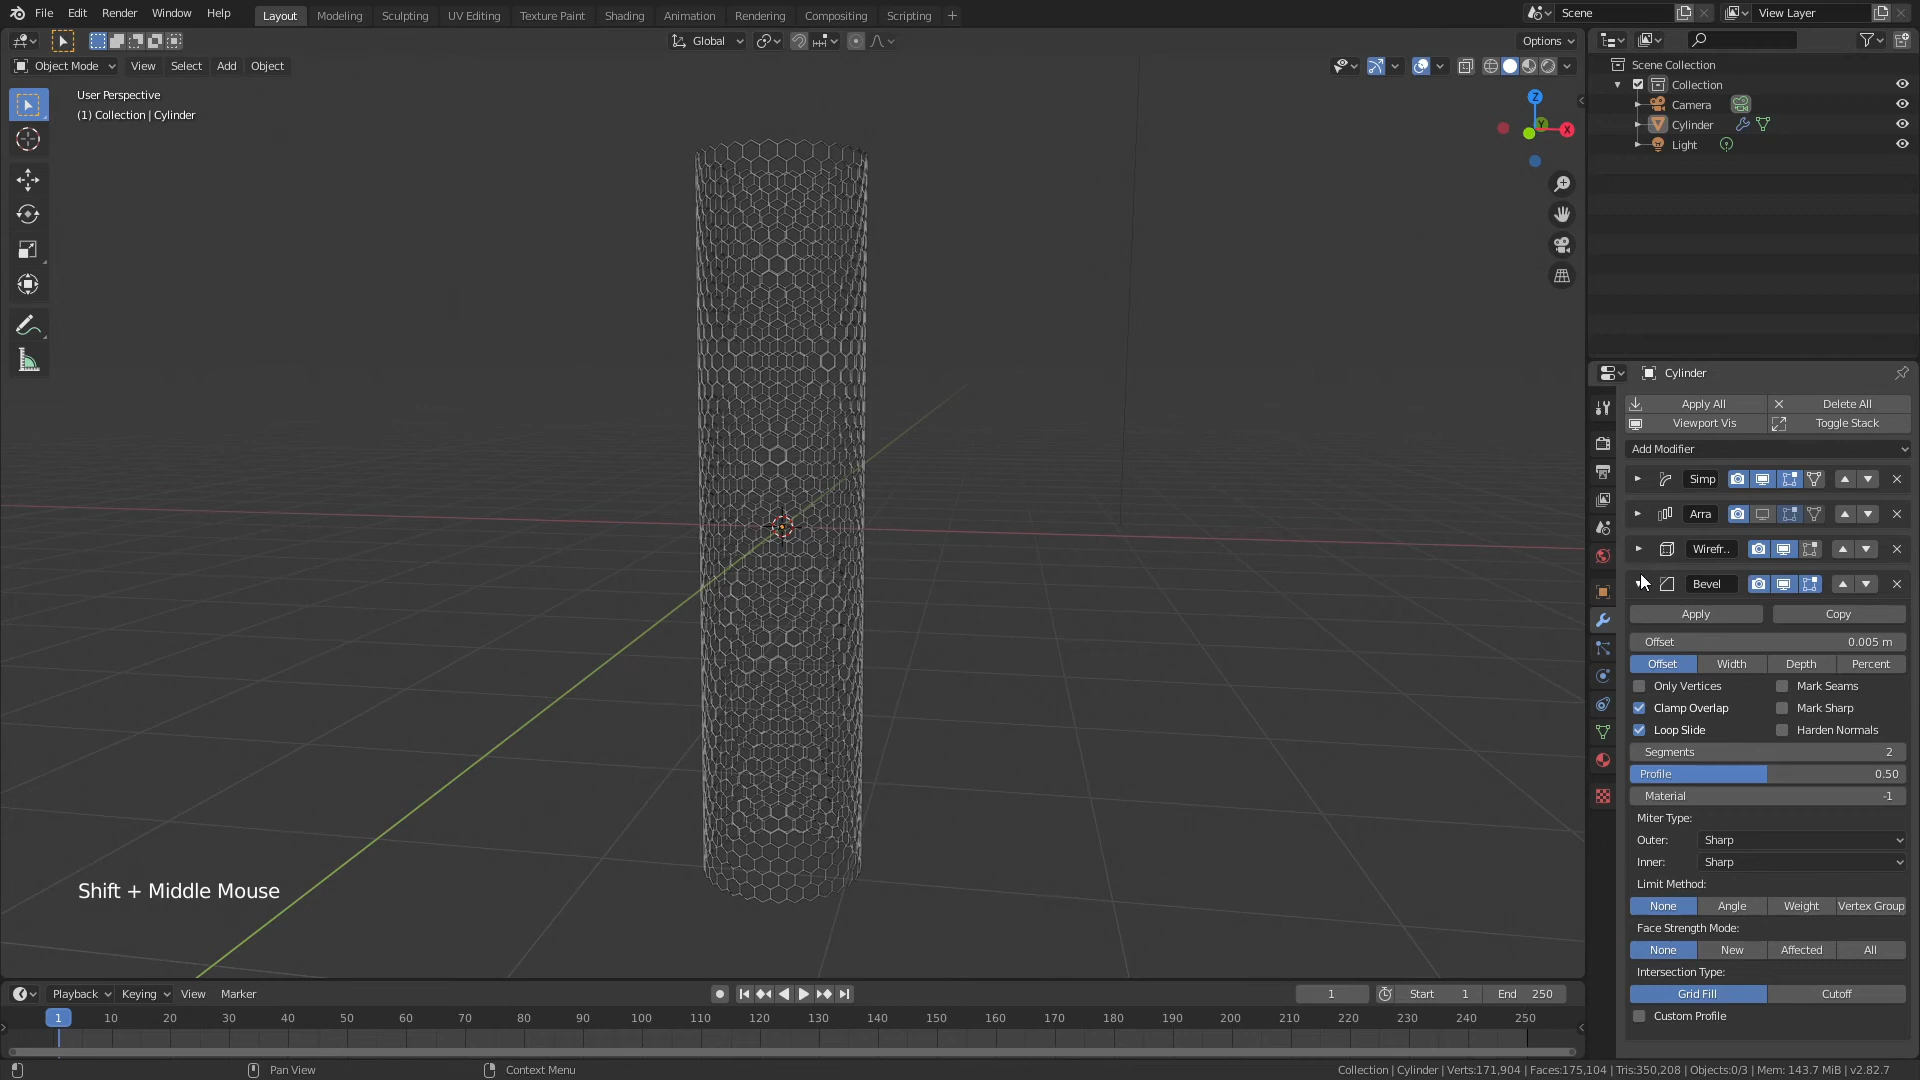 File Edit Render Window Help Layout Modeling Sculpting UV Editing Texture Paint Shading Animation Rendering Compositing Scripting + Scene View Layer
Global Options
Object Mode View Select Add Object
User Perspective
(1) Collection | Cylinder
Z
Y
X
Scene Collection
Collection
Camera
Cylinder
Light
Cylinder
Apply All Delete All
Viewport Vis Toggle Stack
Add Modifier
Simp
Arra
Wirefr..
Bevel
Apply Copy
Offset 0.005 m
Offset Width Depth Percent
Only Vertices Mark Seams
Clamp Overlap Mark Sharp
Loop Slide Harden Normals
Segments 2
Profile 0.50
Material -1
Miter Type:
Outer: Sharp
Inner: Sharp
Limit Method:
None Angle Weight Vertex Group
Face Strength Mode:
None New Affected All
Intersection Type:
Grid Fill Cutoff
Custom Profile
Shift + Middle Mouse
Playback Keying View Marker 1 Start 1 End 250
1 10 20 30 40 50 60 70 80 90 100 110 120 130 140 150 160 170 180 190 200 210 220 230 240 250
Pan View Context Menu Collection | Cylinder | Verts:171,904 | Faces:175,104 | Tris:350,208 | Objects:0/3 | Mem: 143.7 MiB | v2.82.7